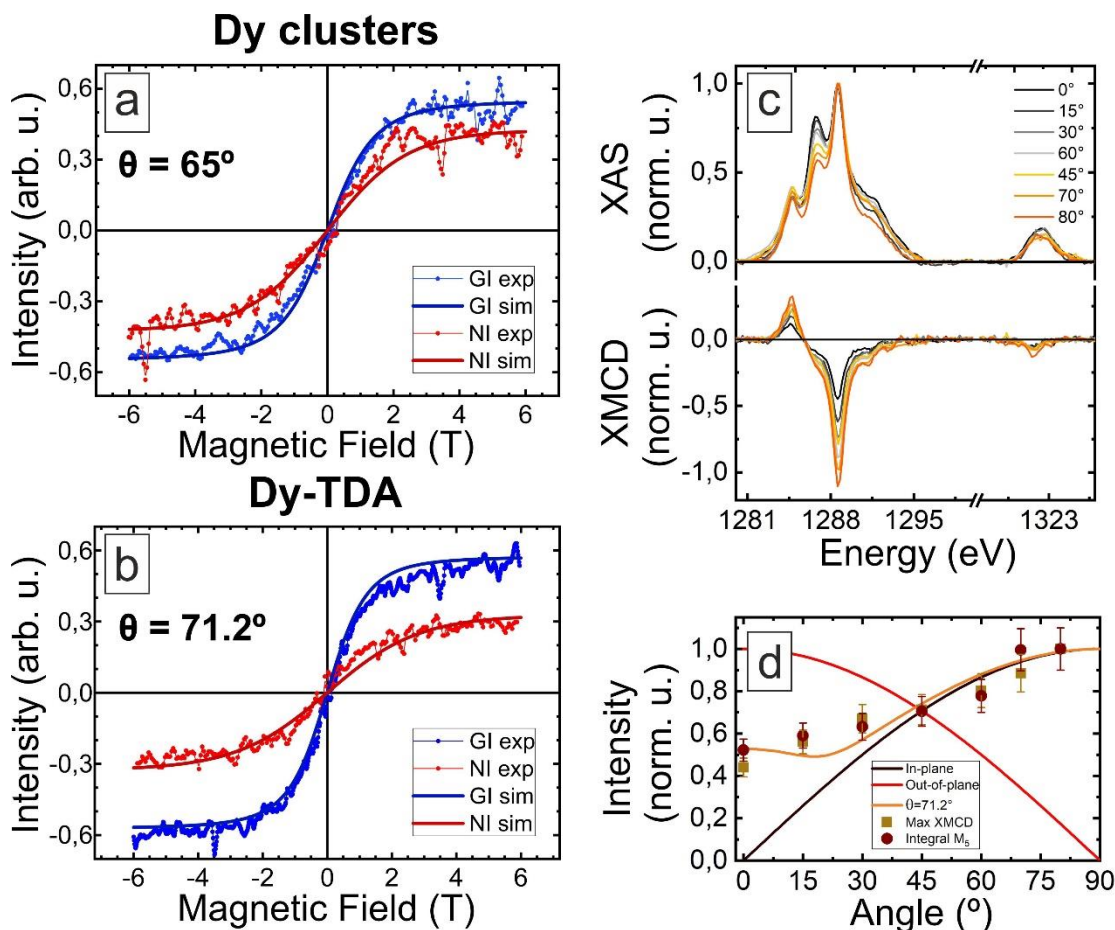 Dy clusters
a
θ = 65º
Intensity (arb. u.)
0,6
0,3
0,0
-0,3
-0,6
GI exp
GI sim
NI exp
NI sim
-6 -4 -2 0 2 4 6
Magnetic Field (T)
Dy-TDA
b
θ = 71.2º
Intensity (arb. u.)
0,6
0,3
0,0
-0,3
-0,6
GI exp
NI exp
GI sim
NI sim
-6 -4 -2 0 2 4 6
Magnetic Field (T)
c
XAS
(norm. u.)
1,0
0,5
0,0
0°
15°
30°
60°
45°
70°
80°
XMCD
(norm. u.)
0,0
-0,5
-1,0
1281 1288 1295 1323
Energy (eV)
d
Intensity
(norm. u.)
1,0
0,8
0,6
0,4
0,2
0,0
In-plane
Out-of-plane
θ=71.2°
Max XMCD
Integral M5
0 15 30 45 60 75 90
Angle (º)